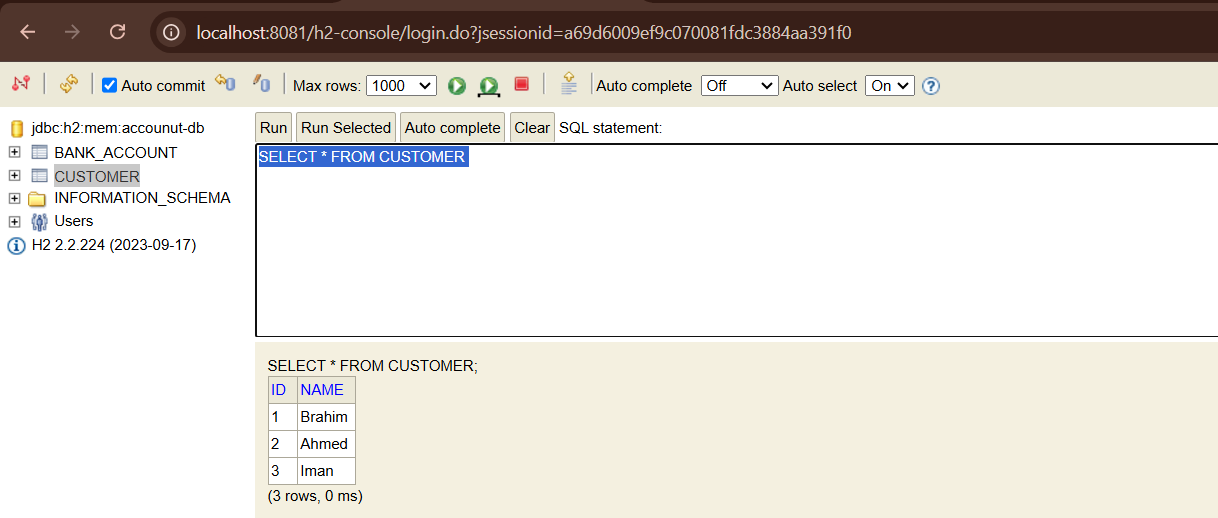 localhost:8081/h2-console/login.do?jsessionid=a69d6009ef9c070081fdc3884aa391f0
Auto commit Max rows: 1000 Auto complete Off Auto select On ?
jdbc:h2:mem:accounut-db
BANK_ACCOUNT
CUSTOMER
INFORMATION_SCHEMA
Users
H2 2.2.224 (2023-09-17)
Run Run Selected Auto complete Clear SQL statement:
SELECT * FROM CUSTOMER
SELECT * FROM CUSTOMER;
ID NAME
1 Brahim
2 Ahmed
3 Iman
(3 rows, 0 ms)